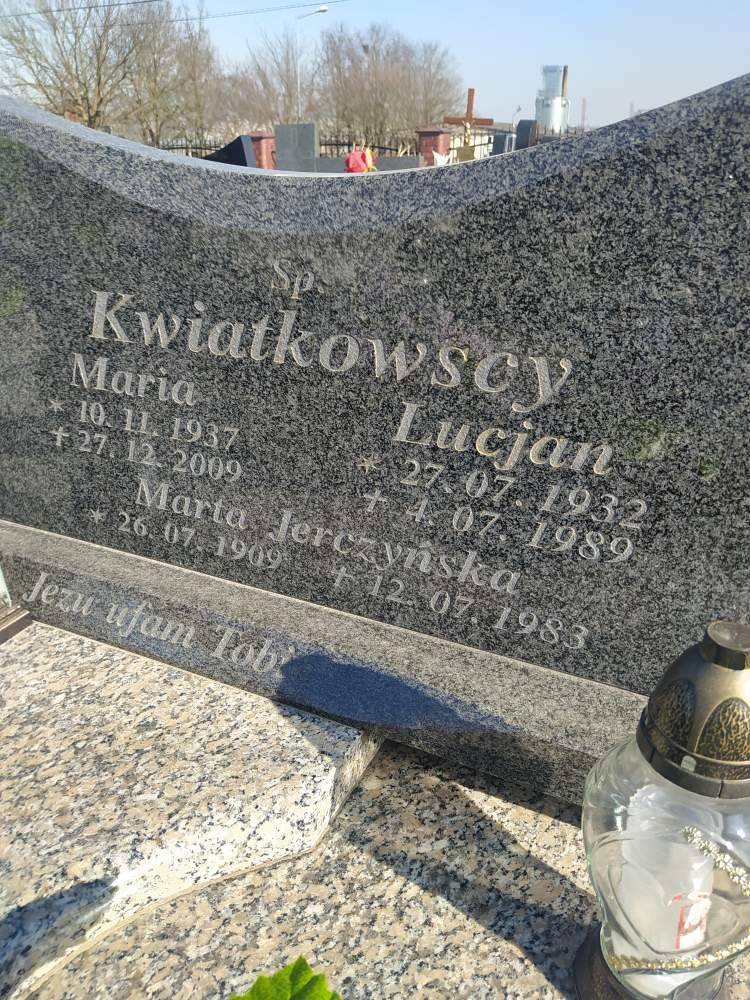 Śp.
Kwiatkowscy
Maria Lucjan
* 10. 11. 1937 * 27. 07. 1932
+ 27. 12. 2009 + 4. 07. 1989
Marta Jerczyńska
* 26. 07. 1909 + 12. 07. 1983
Jezu ufam Tobi